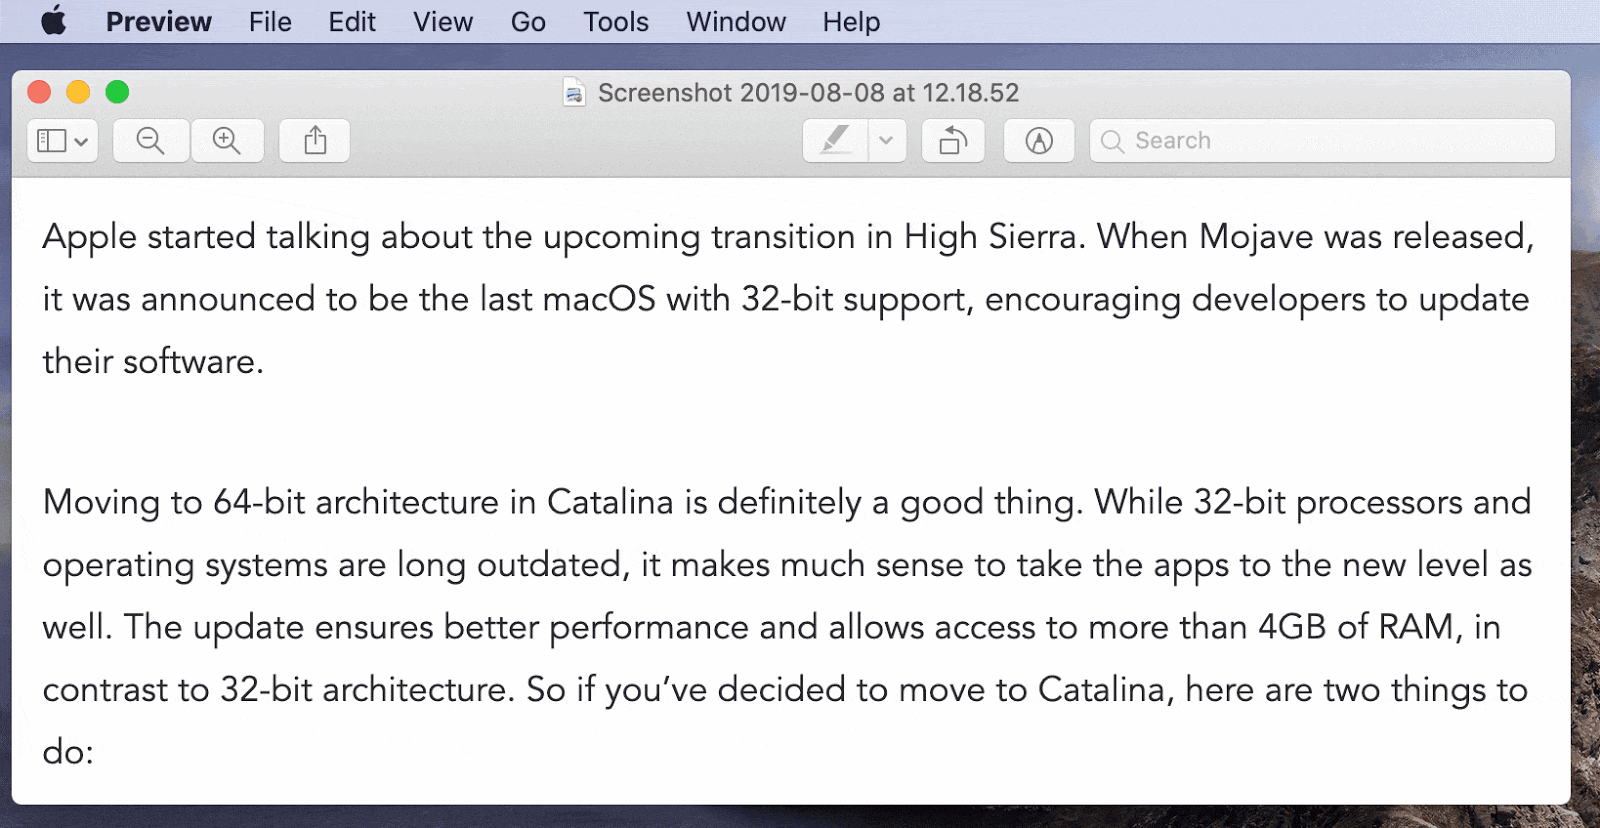 Preview File Edit View Go Tools Window Help
Screenshot 2019-08-08 at 12.18.52
Search
Apple started talking about the upcoming transition in High Sierra. When Mojave was released,
it was announced to be the last macOS with 32-bit support, encouraging developers to update
their software.
Moving to 64-bit architecture in Catalina is definitely a good thing. While 32-bit processors and
operating systems are long outdated, it makes much sense to take the apps to the new level as
well. The update ensures better performance and allows access to more than 4GB of RAM, in
contrast to 32-bit architecture. So if you’ve decided to move to Catalina, here are two things to
do: